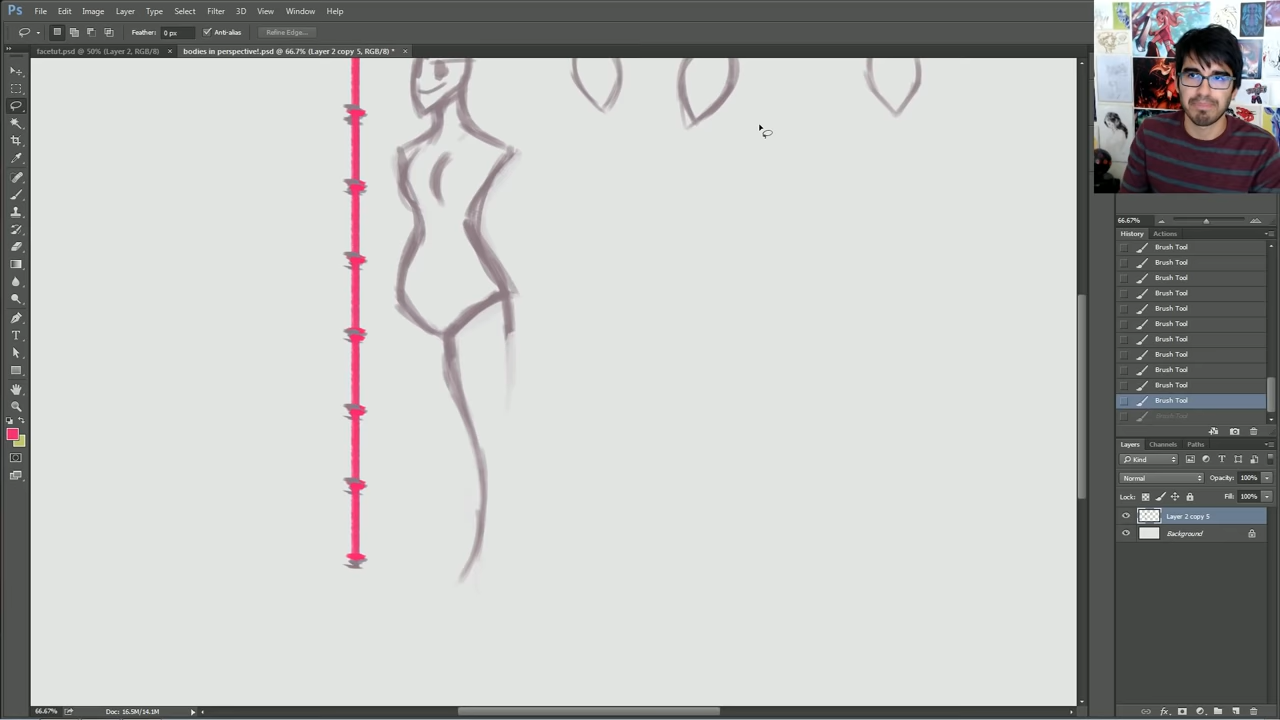 Ps File Edit Image Layer Type Select Filter 3D View Window Help
Feather: 0 px Anti-alias Refine Edge...
facetut.psd @ 50% (Layer 2, RGB/8) × bodies in perspective!.psd @ 66.7% (Layer 2 copy 5, RGB/8) * ×
66.67%
History Actions
Brush Tool
Brush Tool
Brush Tool
Brush Tool
Brush Tool
Brush Tool
Brush Tool
Brush Tool
Brush Tool
Brush Tool
Brush Tool
Brush Tool
Layers Channels Paths
Kind
Normal Opacity: 100%
Lock: Fill: 100%
Layer 2 copy 5
Background
66.67% Doc: 16.5M/14.1M